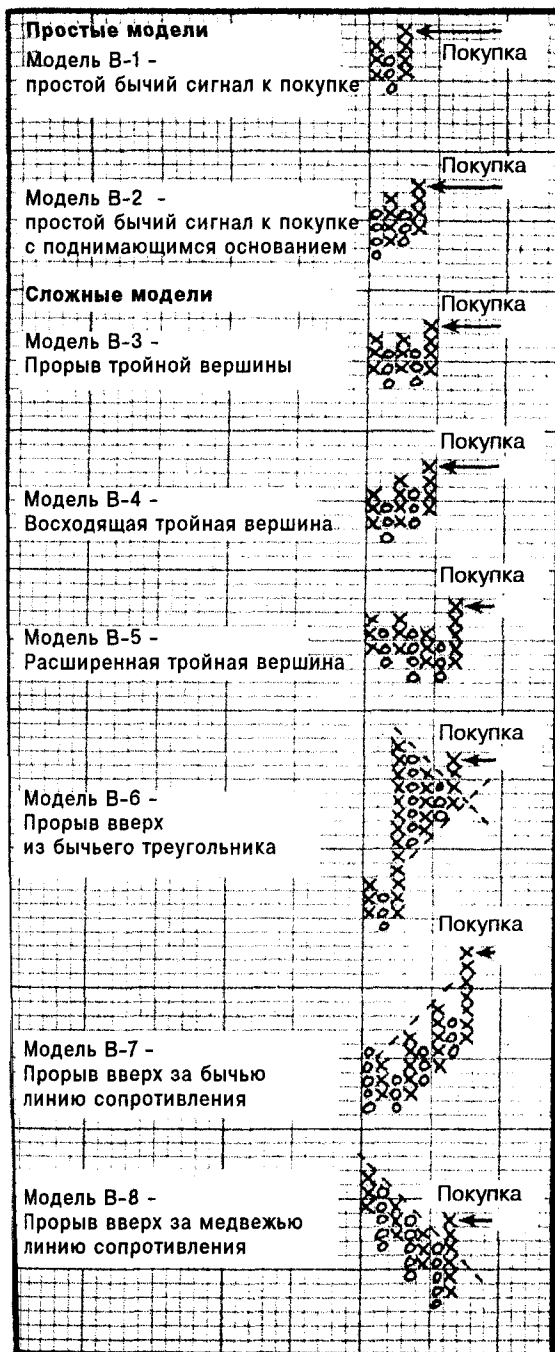 Простые модели
Покупка
Модель В-1 -
простой бычий сигнал к покупке
Покупка
Модель В-2 -
простой бычий сигнал к покупке
с поднимающимся основанием
Сложные модели
Покупка
Модель В-3 -
Прорыв тройной вершины
Покупка
Модель В-4 -
Восходящая тройная вершина
Покупка
Модель В-5 -
Расширенная тройная вершина
Покупка
Модель В-6 -
Прорыв вверх
из бычьего треугольника
Покупка
Модель В-7 -
Прорыв вверх за бычью
линию сопротивления
Покупка
Модель В-8 -
Прорыв вверх за медвежью
линию сопротивления